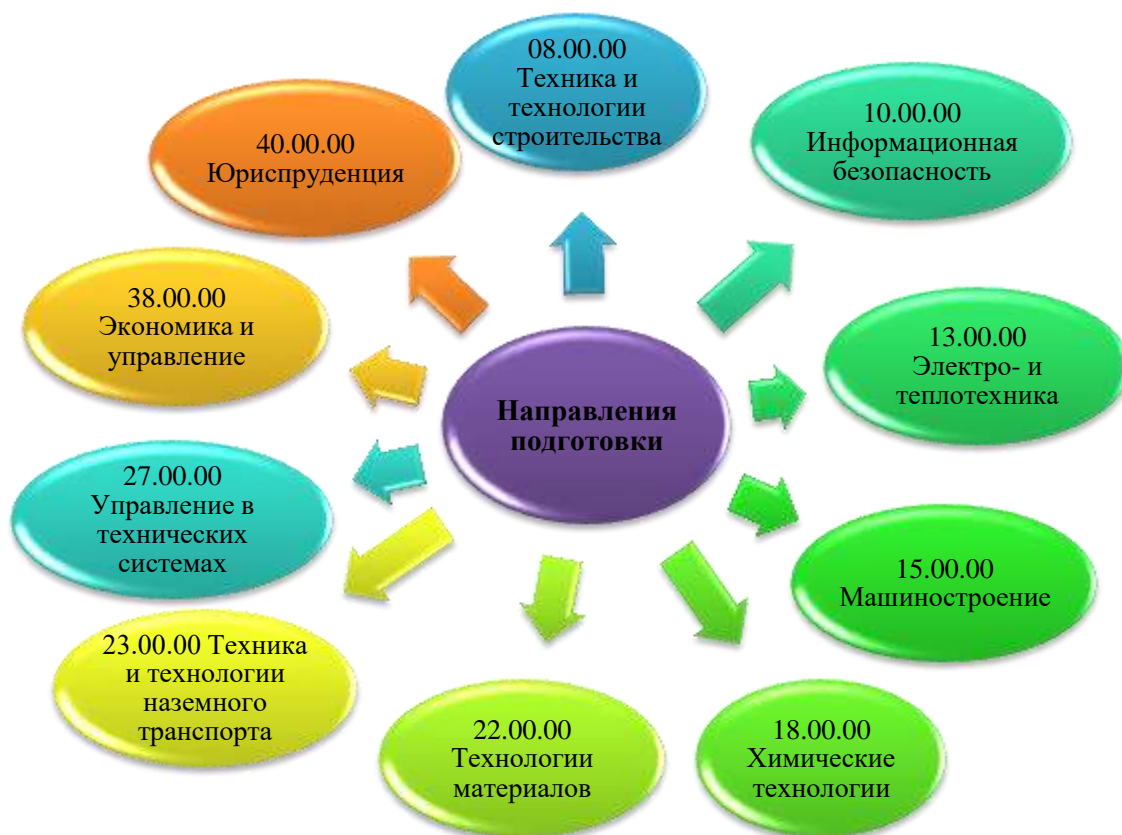 08.00.00
Техника и
технологии
строительства
10.00.00
Информационная
безопасность
13.00.00
Электро- и
теплотехника
15.00.00
Машиностроение
18.00.00
Химические
технологии
22.00.00
Технологии
материалов
23.00.00 Техника
и технологии
наземного
транспорта
27.00.00
Управление в
технических
системах
38.00.00
Экономика и
управление
40.00.00
Юриспруденция
Направления
подготовки